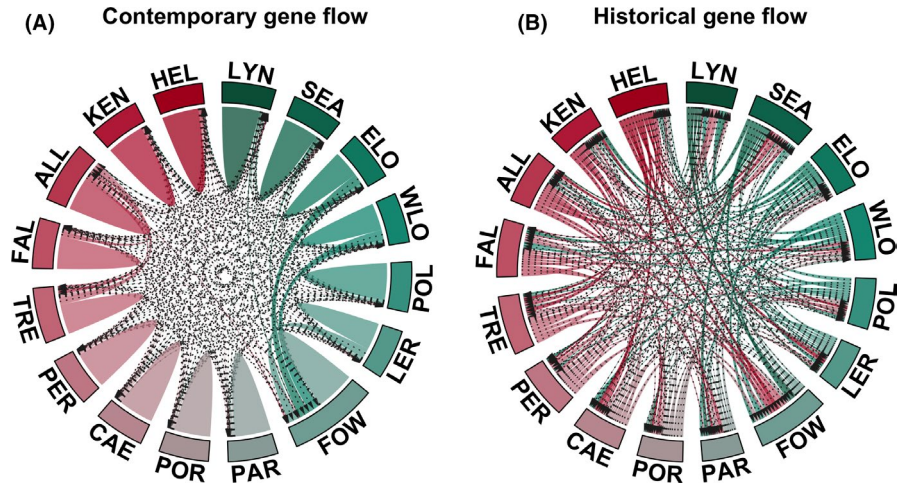 (A) Contemporary gene flow
HEL
LYN
SEA
ELO
WLO
POL
LER
FOW
PAR
POR
CAE
PER
TRE
FAL
ALL
KEN
(B) Historical gene flow
HEL
LYN
SEA
ELO
WLO
POL
LER
FOW
PAR
POR
CAE
PER
TRE
FAL
ALL
KEN